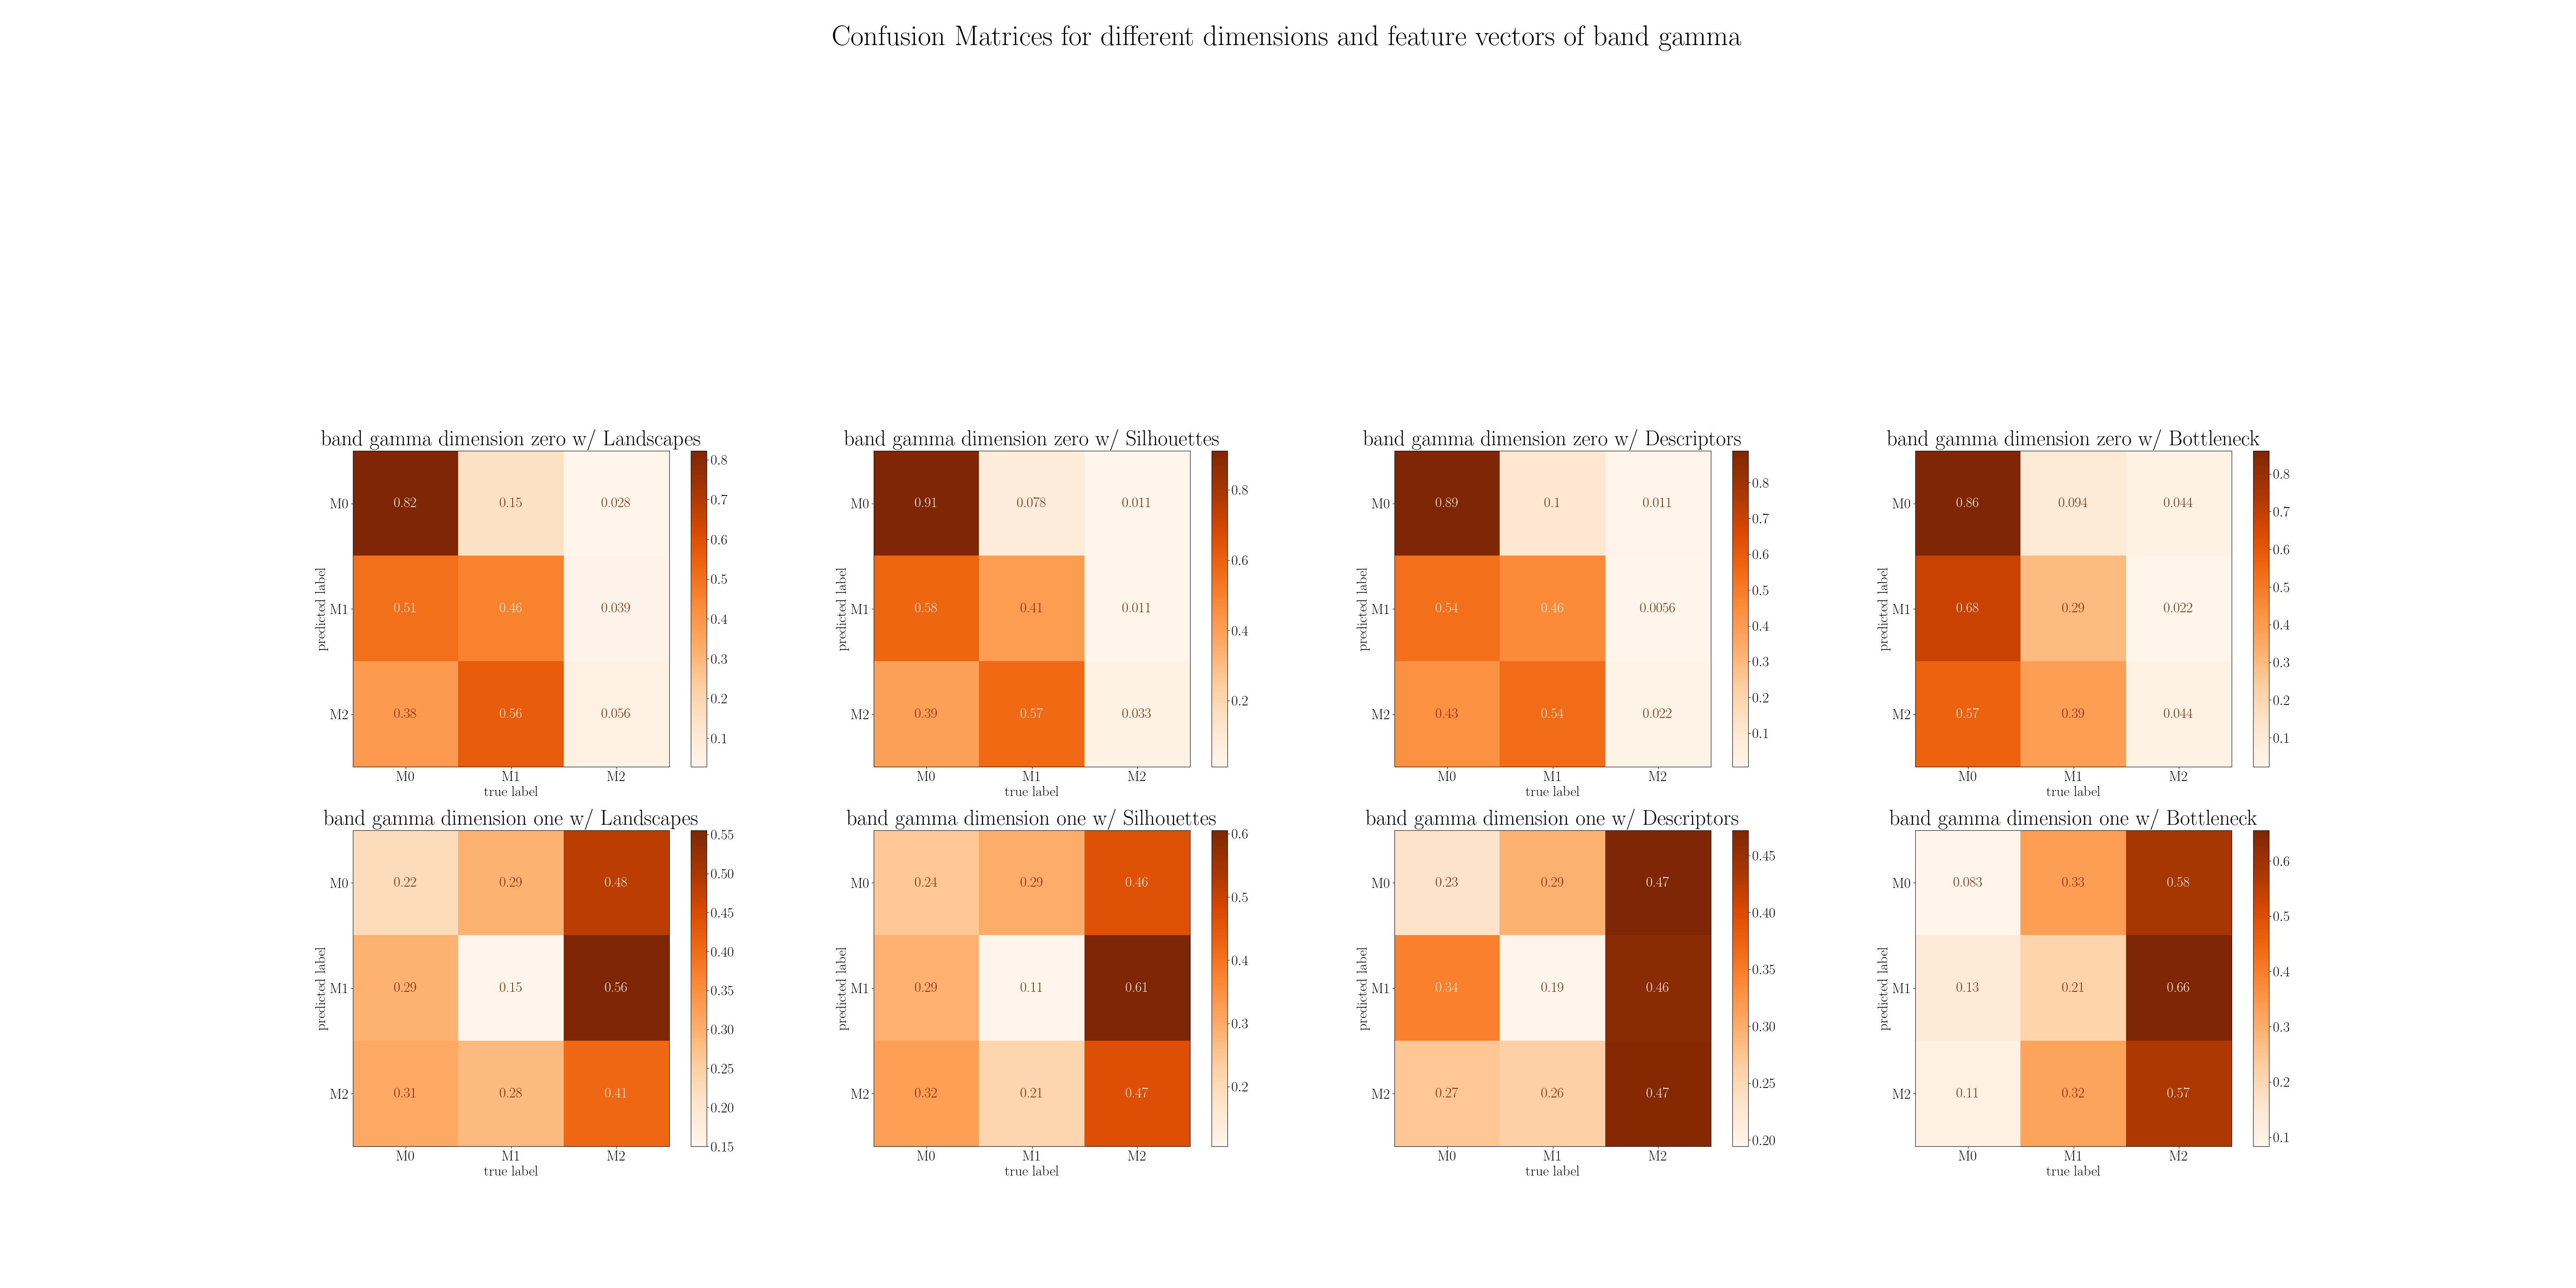 Confusion Matrices for different dimensions and feature vectors of band gamma
band gamma dimension zero w/ Landscapes
predicted label
M0 0.82 0.15 0.028
M1 0.51 0.46 0.039
M2 0.38 0.56 0.056
M0 M1 M2
true label
0.8
0.7
0.6
0.5
0.4
0.3
0.2
0.1
band gamma dimension zero w/ Silhouettes
predicted label
M0 0.91 0.078 0.011
M1 0.58 0.41 0.011
M2 0.39 0.57 0.033
M0 M1 M2
true label
0.8
0.6
0.4
0.2
band gamma dimension zero w/ Descriptors
predicted label
M0 0.89 0.1 0.011
M1 0.54 0.46 0.0056
M2 0.43 0.54 0.022
M0 M1 M2
true label
0.8
0.7
0.6
0.5
0.4
0.3
0.2
0.1
band gamma dimension zero w/ Bottleneck
predicted label
M0 0.86 0.094 0.044
M1 0.68 0.29 0.022
M2 0.57 0.39 0.044
M0 M1 M2
true label
0.8
0.7
0.6
0.5
0.4
0.3
0.2
0.1
band gamma dimension one w/ Landscapes
predicted label
M0 0.22 0.29 0.48
M1 0.29 0.15 0.56
M2 0.31 0.28 0.41
M0 M1 M2
true label
0.55
0.50
0.45
0.40
0.35
0.30
0.25
0.20
0.15
band gamma dimension one w/ Silhouettes
predicted label
M0 0.24 0.29 0.46
M1 0.29 0.11 0.61
M2 0.32 0.21 0.47
M0 M1 M2
true label
0.6
0.5
0.4
0.3
0.2
band gamma dimension one w/ Descriptors
predicted label
M0 0.23 0.29 0.47
M1 0.34 0.19 0.46
M2 0.27 0.26 0.47
M0 M1 M2
true label
0.45
0.40
0.35
0.30
0.25
0.20
band gamma dimension one w/ Bottleneck
predicted label
M0 0.083 0.33 0.58
M1 0.13 0.21 0.66
M2 0.11 0.32 0.57
M0 M1 M2
true label
0.6
0.5
0.4
0.3
0.2
0.1